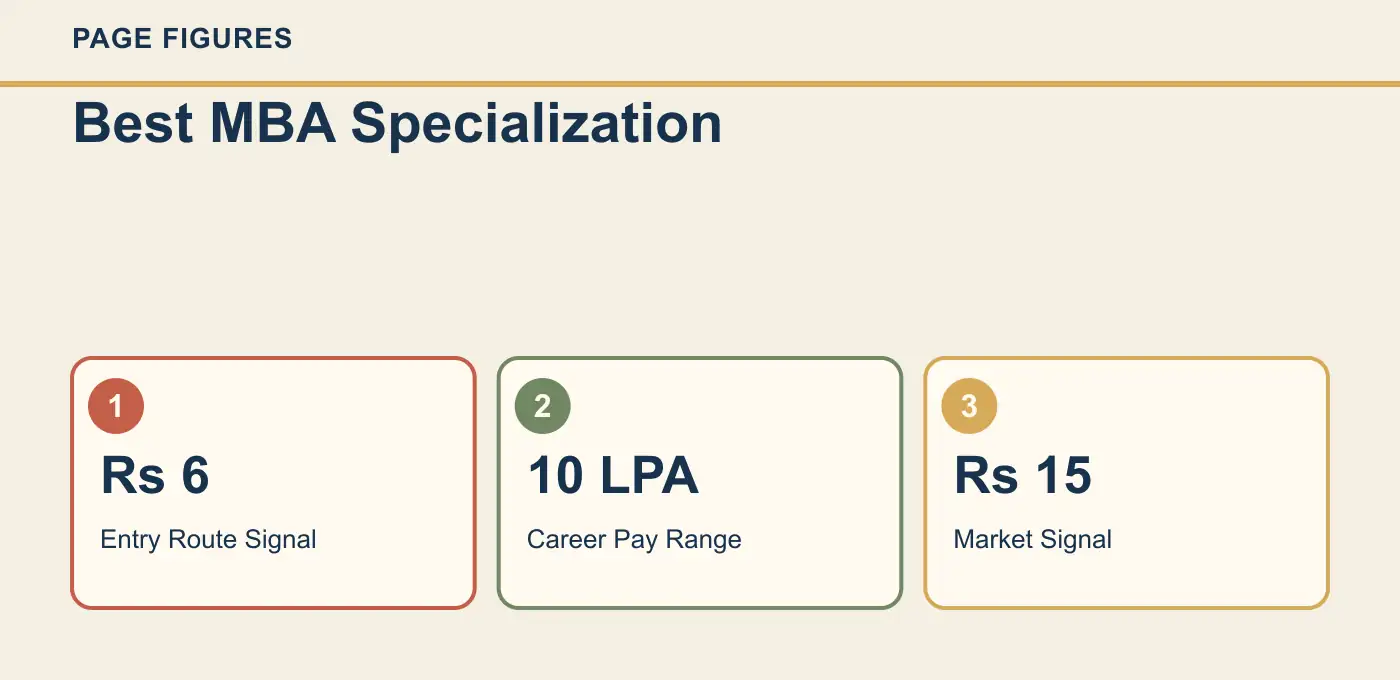 PAGE FIGURES
Best MBA Specialization
1
Rs 6
Entry Route Signal
2
10 LPA
Career Pay Range
3
Rs 15
Market Signal